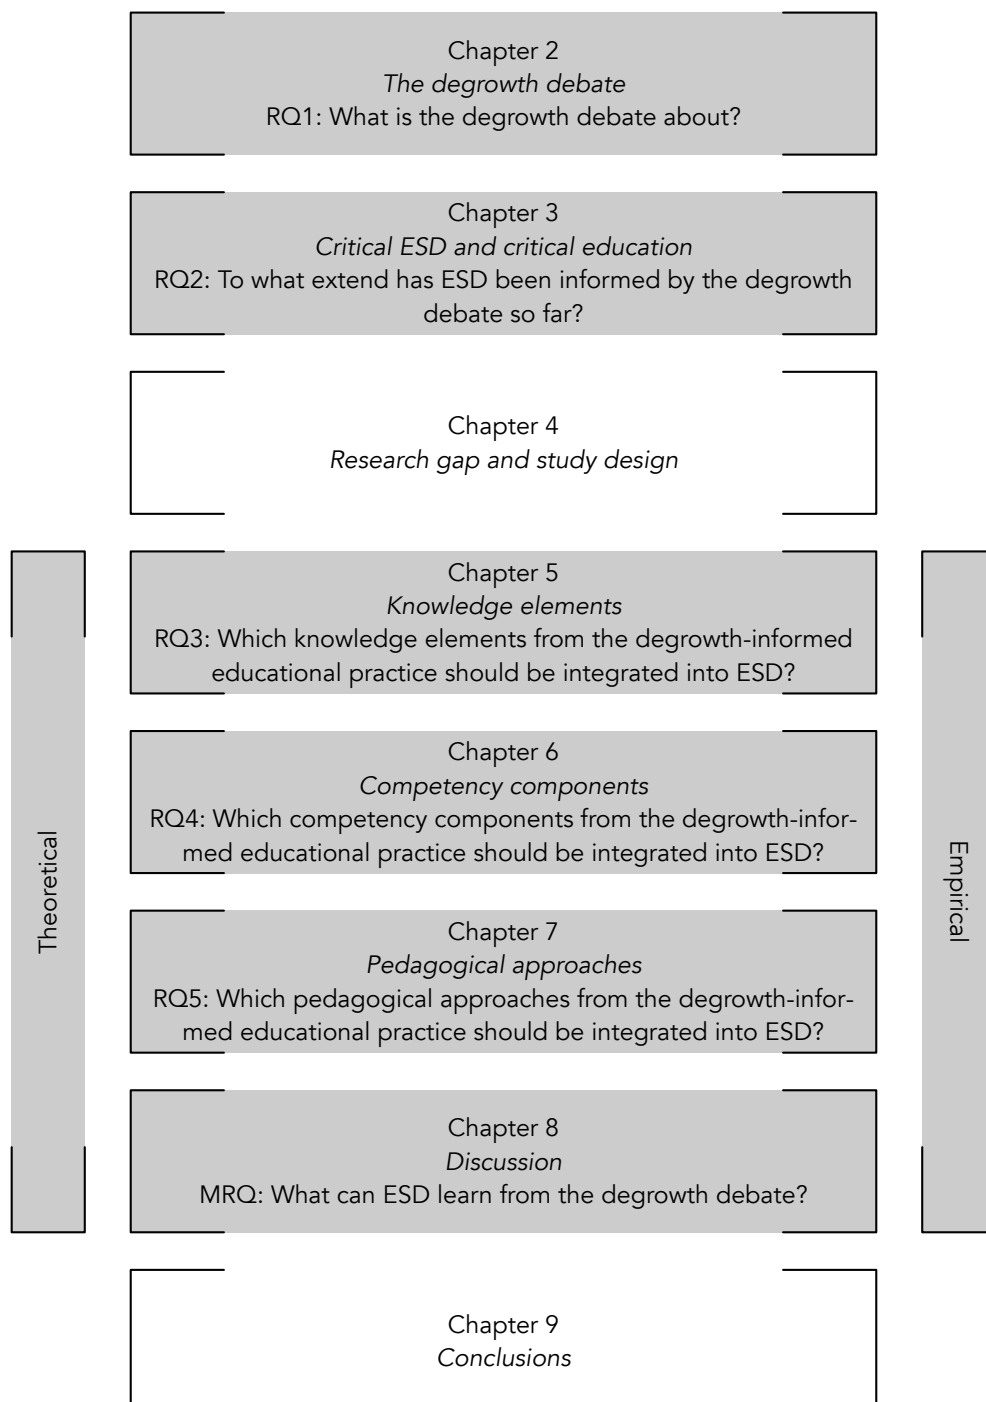 Chapter 2
The degrowth debate
RQ1: What is the degrowth debate about?
Chapter 3
Critical ESD and critical education
RQ2: To what extend has ESD been informed by the degrowth
debate so far?
Chapter 4
Research gap and study design
Chapter 5
Knowledge elements
RQ3: Which knowledge elements from the degrowth-informed
educational practice should be integrated into ESD?
Chapter 6
Competency components
RQ4: Which competency components from the degrowth-infor-
med educational practice should be integrated into ESD?
Chapter 7
Pedagogical approaches
RQ5: Which pedagogical approaches from the degrowth-infor-
med educational practice should be integrated into ESD?
Chapter 8
Discussion
MRQ: What can ESD learn from the degrowth debate?
Theoretical
Empirical
Chapter 9
Conclusions